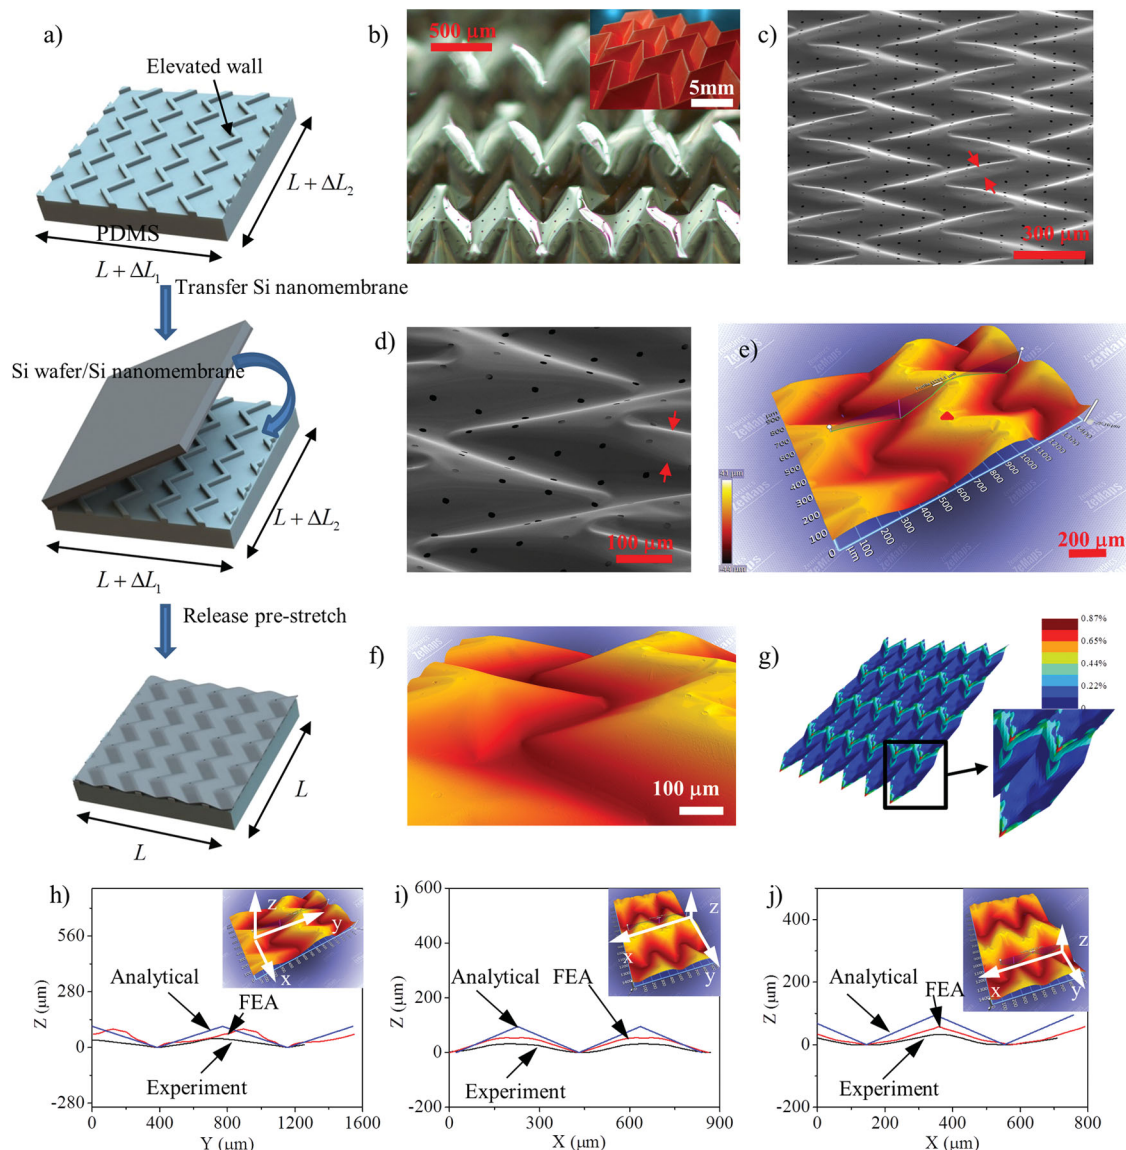 a)
Elevated wall
L + ΔL₂
PDMS
L + ΔL₁
Transfer Si nanomembrane
Si wafer/Si nanomembrane
L + ΔL₂
L + ΔL₁
Release pre-stretch
L
L
b)
500 μm
5mm
c)
300 μm
d)
100 μm
e)
ZeMaps
200 μm
f)
ZeMaps
100 μm
g)
0.87%
0.65%
0.44%
0.22%
0
h)
Z (μm)
560
280
0
-280
0 400 800 1200 1600
Y (μm)
Analytical
FEA
Experiment
z
y
x
i)
Z (μm)
600
400
200
0
-200
0 300 600 900
X (μm)
Analytical
FEA
Experiment
z
x
y
j)
Z (μm)
400
200
0
-200
0 200 400 600 800
X (μm)
Analytical
FEA
Experiment
z
x
y